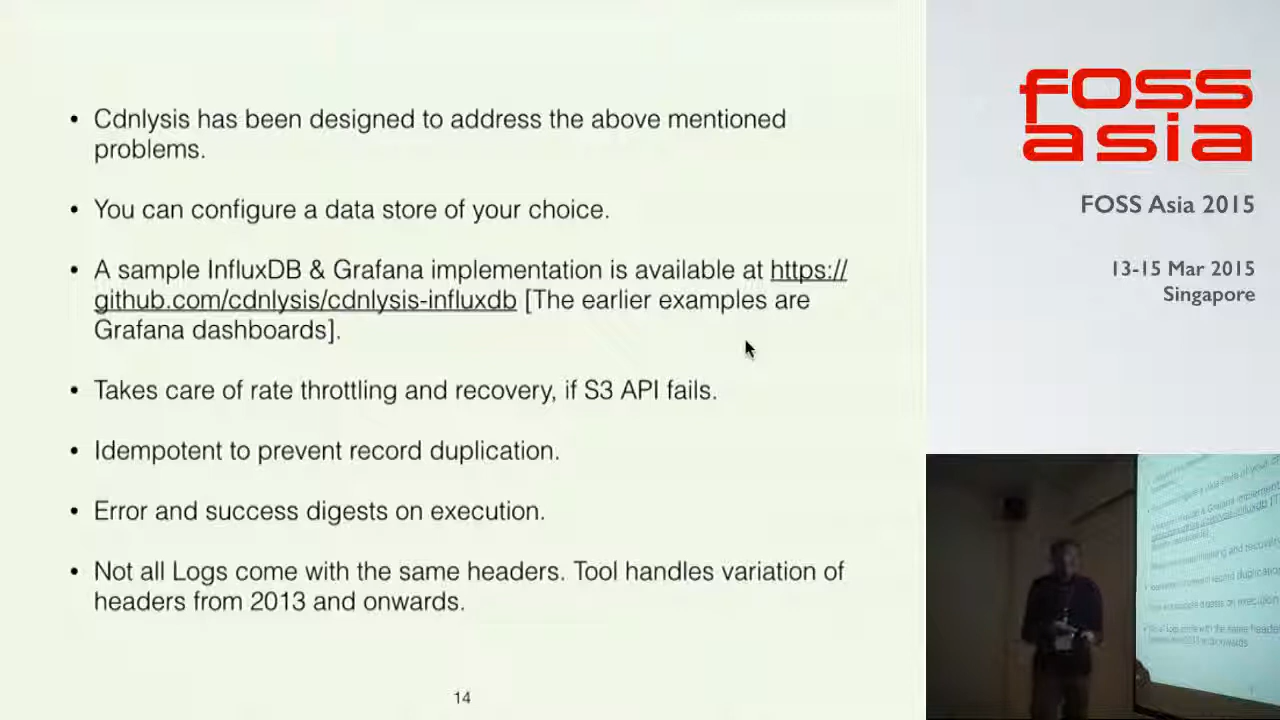 • Cdnlysis has been designed to address the above mentioned
problems.
• You can configure a data store of your choice.
• A sample InfluxDB & Grafana implementation is available at https://
github.com/cdnlysis/cdnlysis-influxdb [The earlier examples are
Grafana dashboards].
• Takes care of rate throttling and recovery, if S3 API fails.
• Idempotent to prevent record duplication.
• Error and success digests on execution.
• Not all Logs come with the same headers. Tool handles variation of
headers from 2013 and onwards.
14
foss
asia
FOSS Asia 2015
13-15 Mar 2015
Singapore